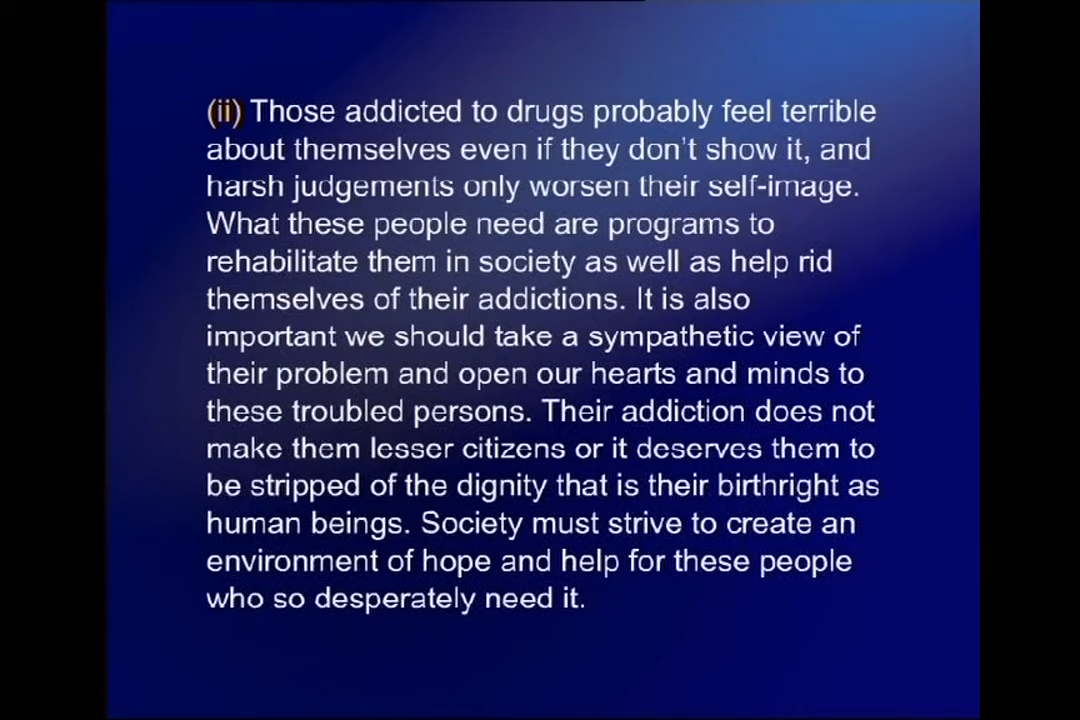 (ii) Those addicted to drugs probably feel terrible
about themselves even if they don't show it, and
harsh judgements only worsen their self-image.
What these people need are programs to
rehabilitate them in society as well as help rid
themselves of their addictions. It is also
important we should take a sympathetic view of
their problem and open our hearts and minds to
these troubled persons. Their addiction does not
make them lesser citizens or it deserves them to
be stripped of the dignity that is their birthright as
human beings. Society must strive to create an
environment of hope and help for these people
who so desperately need it.